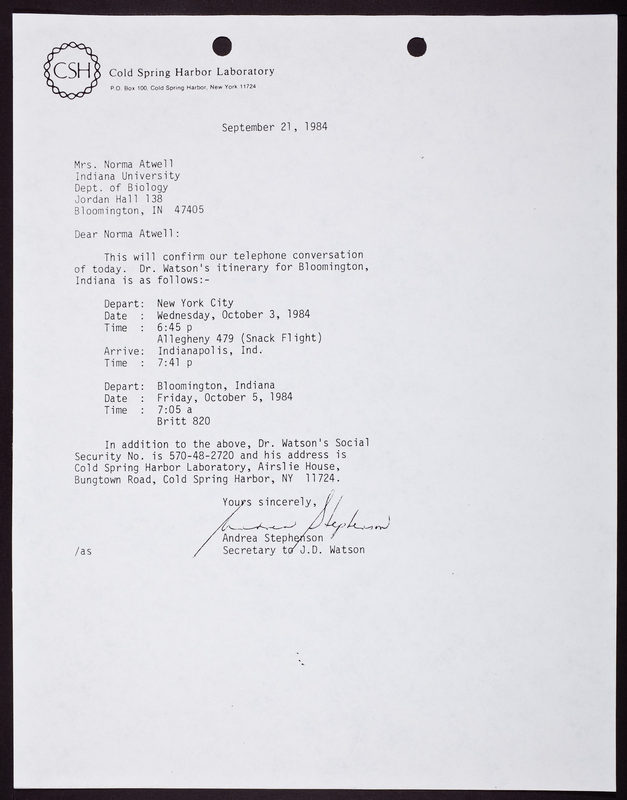 CSH
Cold Spring Harbor Laboratory
P.O. Box 100, Cold Spring Harbor, New York 11724
September 21, 1984
Mrs. Norma Atwell
Indiana University
Dept. of Biology
Jordan Hall 138
Bloomington, IN 47405
Dear Norma Atwell:
This will confirm our telephone conversation
of today. Dr. Watson's itinerary for Bloomington,
Indiana is as follows:-
Depart: New York City
Date : Wednesday, October 3, 1984
Time : 6:45 p
Allegheny 479 (Snack Flight)
Arrive: Indianapolis, Ind.
Time : 7:41 p
Depart: Bloomington, Indiana
Date : Friday, October 5, 1984
Time : 7:05 a
Britt 820
In addition to the above, Dr. Watson's Social
Security No. is 570-48-2720 and his address is
Cold Spring Harbor Laboratory, Airslie House,
Bungtown Road, Cold Spring Harbor, NY 11724.
Yours sincerely,
Andrea Stephenson
Andrea Stephenson
/as Secretary to J.D. Watson